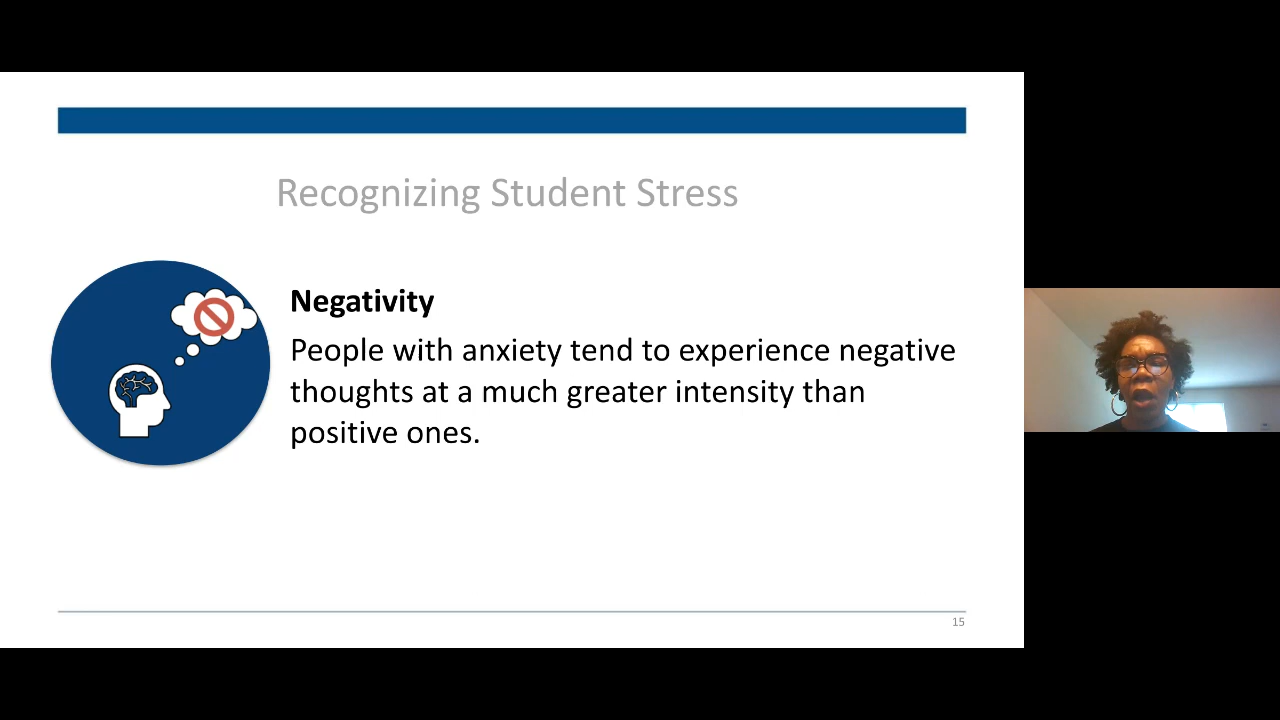 Recognizing Student Stress
Negativity
People with anxiety tend to experience negative
thoughts at a much greater intensity than
positive ones.
15